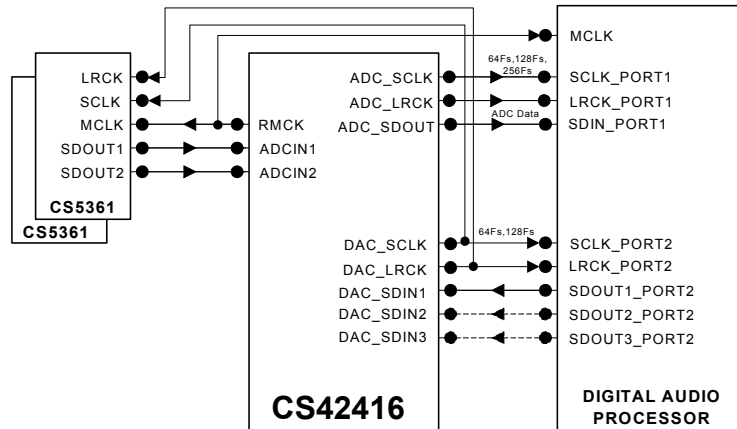 MCLK
64Fs,128Fs,
256Fs
LRCK
SCLK
MCLK
SDOUT1
SDOUT2
CS5361
CS5361
ADC_SCLK
ADC_LRCK
ADC_SDOUT
RMCK
ADCIN1
ADCIN2
ADC Data
SCLK_PORT1
LRCK_PORT1
SDIN_PORT1
DAC_SCLK
DAC_LRCK
DAC_SDIN1
DAC_SDIN2
DAC_SDIN3
64Fs,128Fs
SCLK_PORT2
LRCK_PORT2
SDOUT1_PORT2
SDOUT2_PORT2
SDOUT3_PORT2
CS42416
DIGITAL AUDIO
PROCESSOR